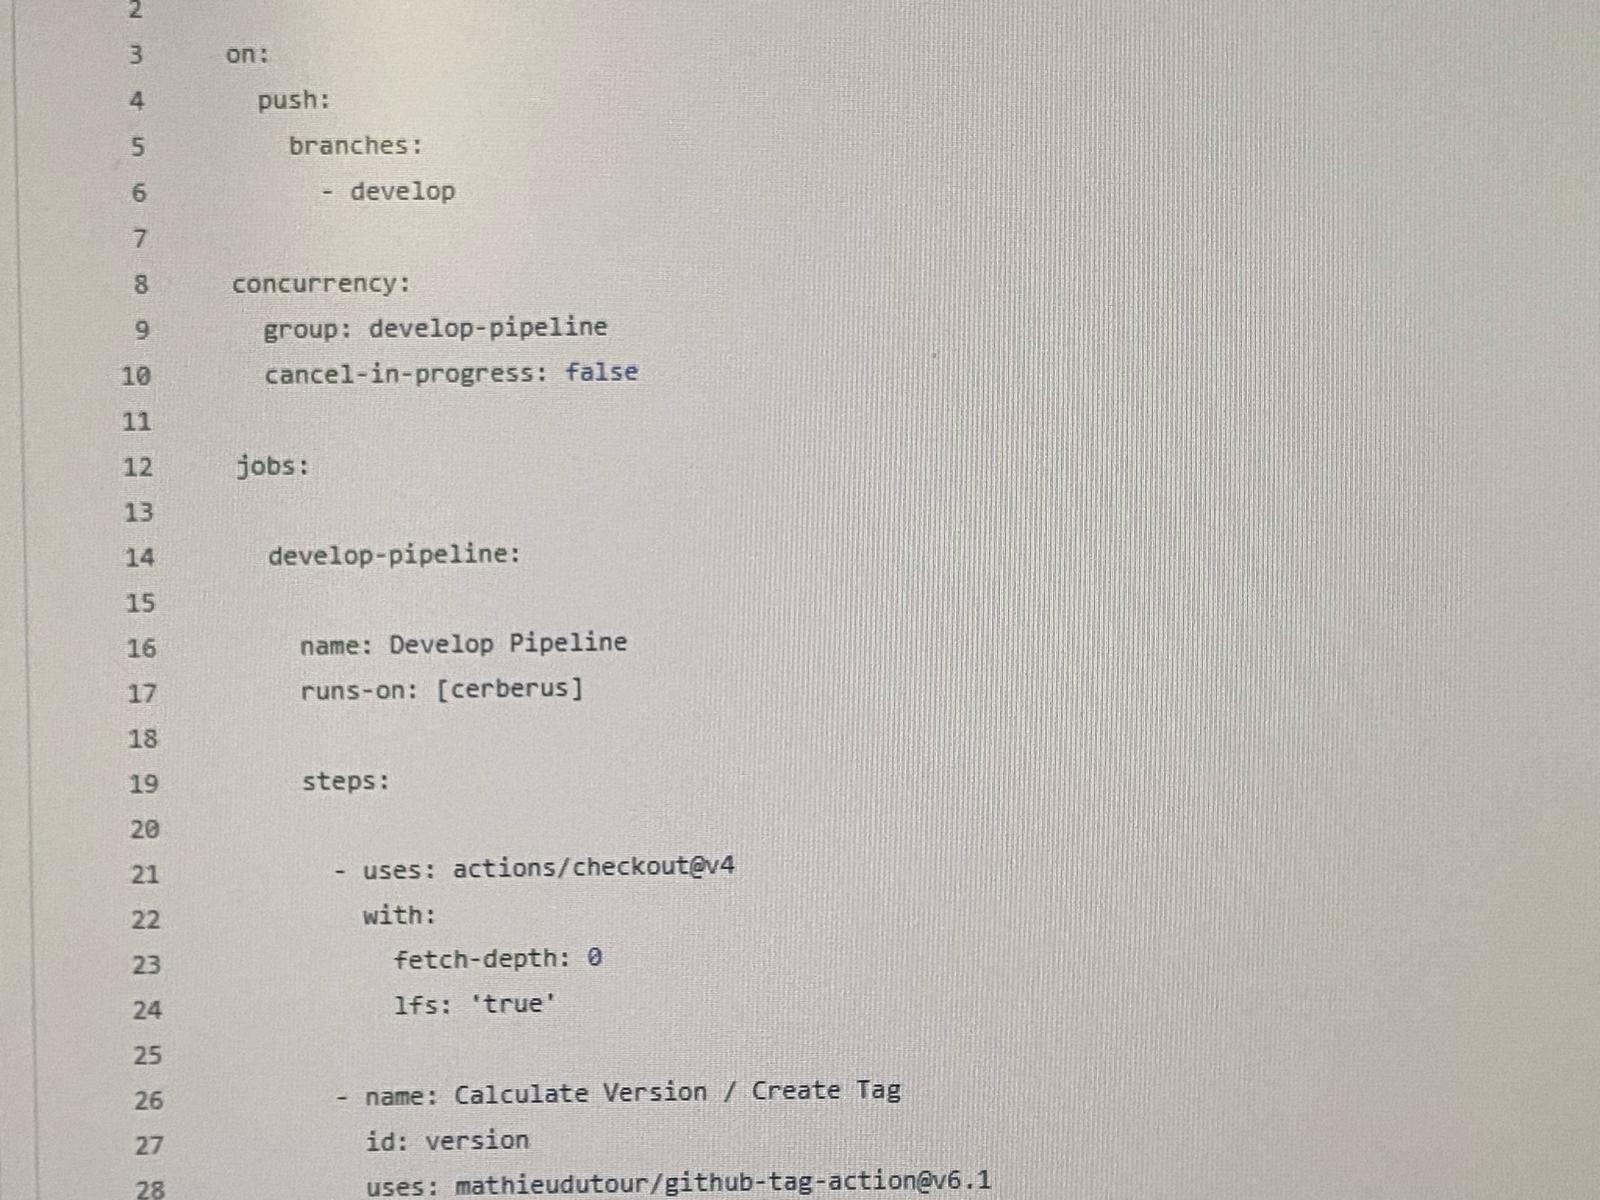 2
3 on:
4 push:
5 branches:
6 - develop
7
8 concurrency:
9 group: develop-pipeline
10 cancel-in-progress: false
11
12 jobs:
13
14 develop-pipeline:
15
16 name: Develop Pipeline
17 runs-on: [cerberus]
18
19 steps:
20
21 - uses: actions/checkout@v4
22 with:
23 fetch-depth: 0
24 lfs: 'true'
25
26 - name: Calculate Version / Create Tag
27 id: version
28 uses: mathieudutour/github-tag-action@v6.1